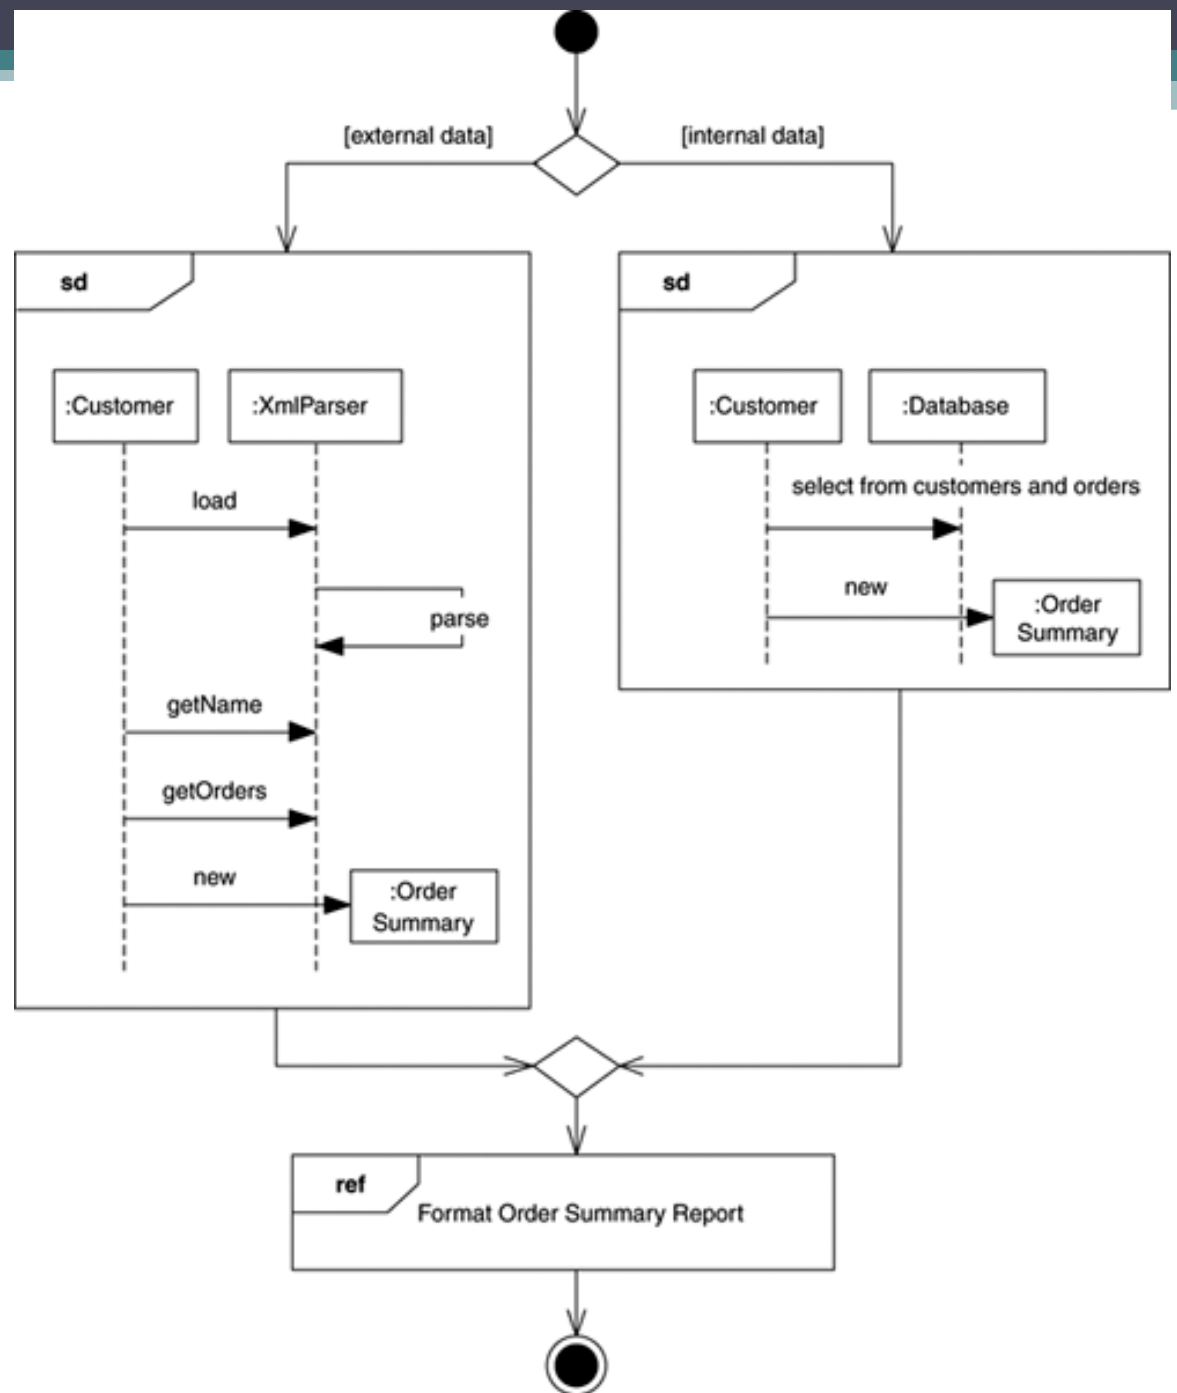 [external data]
[internal data]
sd
:Customer
:XmlParser
load
parse
getName
getOrders
new
:Order
Summary
sd
:Customer
:Database
select from customers and orders
new
:Order
Summary
ref
Format Order Summary Report